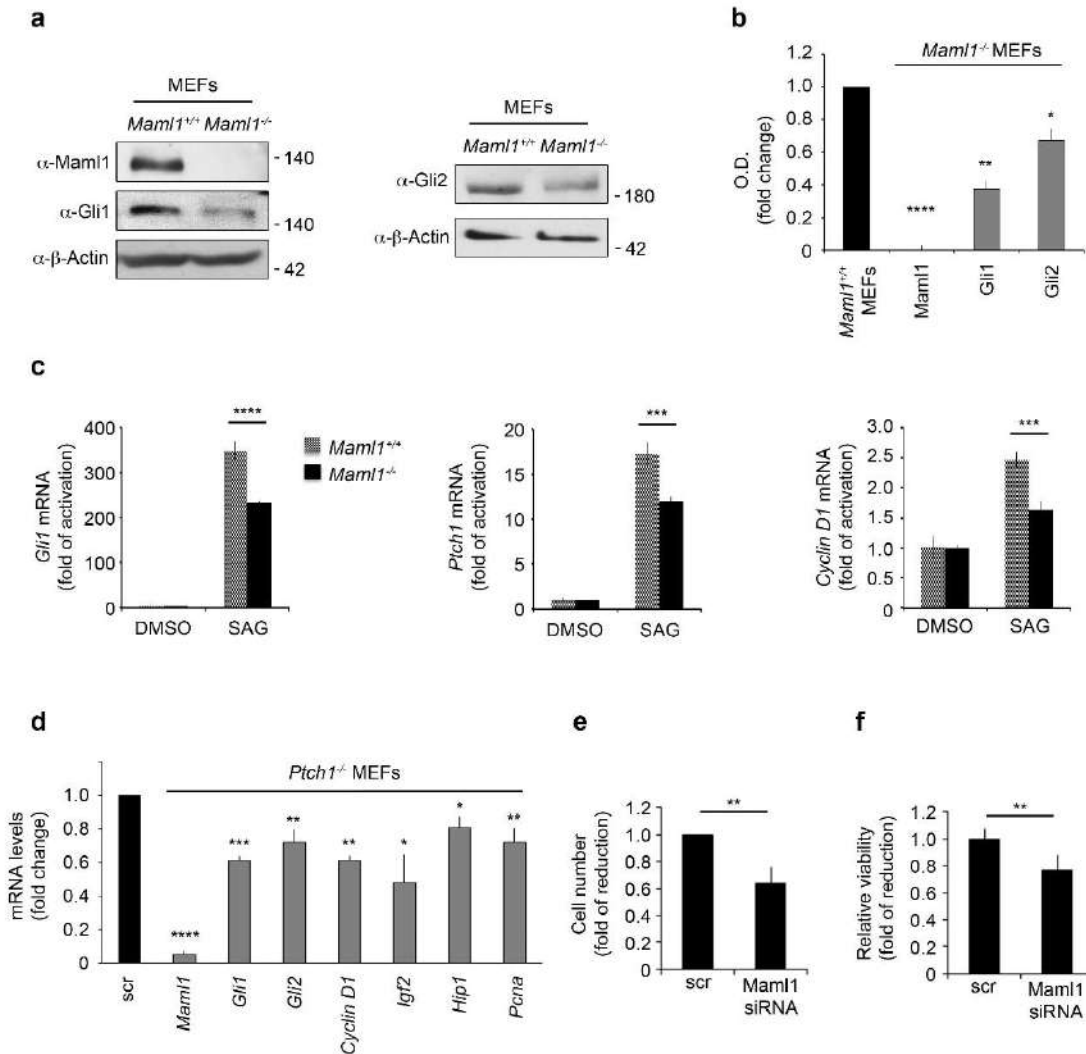 a
MEFs
Maml1+/+ Maml1-/-
α-Maml1
- 140
α-Gli1
- 140
α-β-Actin
- 42
MEFs
Maml1+/+ Maml1-/-
α-Gli2
- 180
α-β-Actin
- 42
b
Maml1-/- MEFs
O.D.
(fold change)
1.2
1.0
0.8
0.6
0.4
0.2
0
****
**
*
Maml1+/+
MEFs
Maml1
Gli1
Gli2
c
Gli1 mRNA
(fold of activation)
400
300
200
100
0
****
DMSO SAG
Maml1+/+
Maml1-/-
Ptch1 mRNA
(fold of activation)
20
15
10
5
0
***
DMSO SAG
Cyclin D1 mRNA
(fold of activation)
3.0
2.5
2.0
1.5
1.0
0.5
0
***
DMSO SAG
d
Ptch1-/- MEFs
mRNA levels
(fold change)
1.0
0.8
0.6
0.4
0.2
0
****
***
**
**
*
*
**
scr
Maml1
Gli1
Gli2
Cyclin D1
Igf2
Hip1
Pcna
e
Cell number
(fold of reduction)
1.2
1.0
0.8
0.6
0.4
0.2
0
**
scr Maml1
siRNA
f
Relative viability
(fold of reduction)
1.2
1.0
0.8
0.6
0.4
0.2
0
**
scr Maml1
siRNA